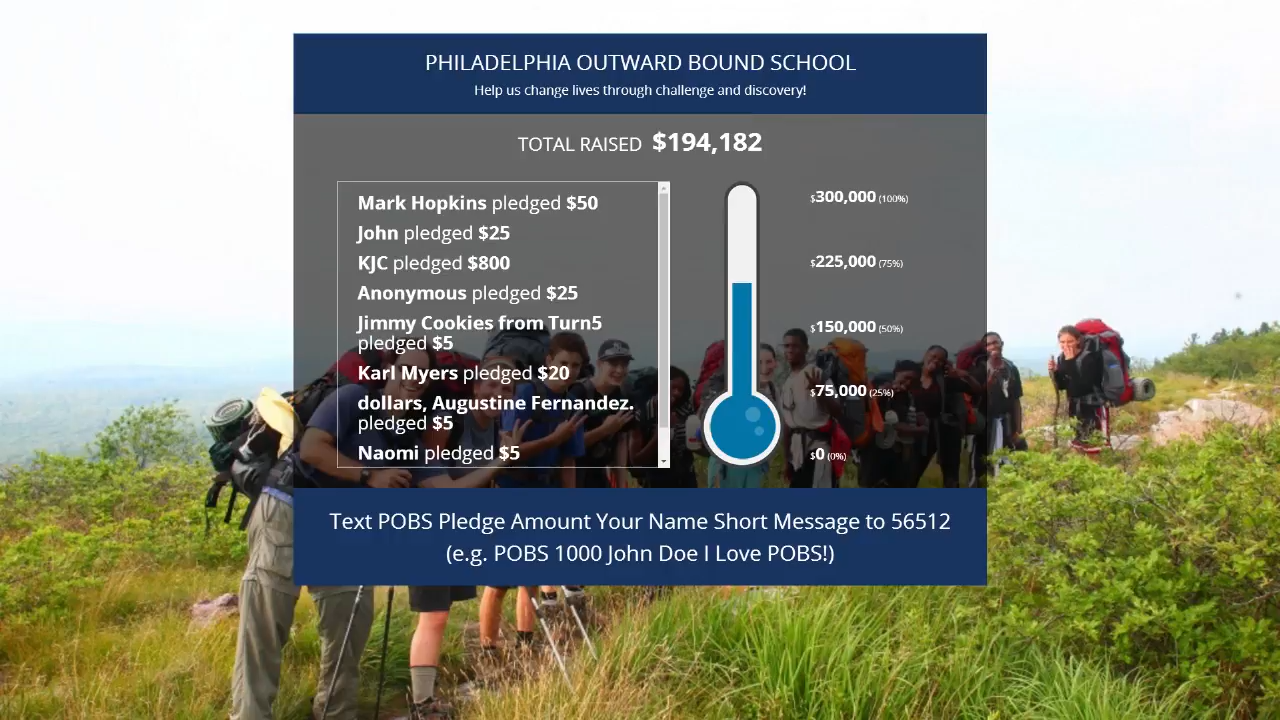 PHILADELPHIA OUTWARD BOUND SCHOOL
Help us change lives through challenge and discovery!
TOTAL RAISED $194,182
Mark Hopkins pledged $50
John pledged $25
KJC pledged $800
Anonymous pledged $25
Jimmy Cookies from Turn5
pledged $5
Karl Myers pledged $20
dollars, Augustine Fernandez.
pledged $5
Naomi pledged $5
$300,000 (100%)
$225,000 (75%)
$150,000 (50%)
$75,000 (25%)
$0 (0%)
Text POBS Pledge Amount Your Name Short Message to 56512
(e.g. POBS 1000 John Doe I Love POBS!)